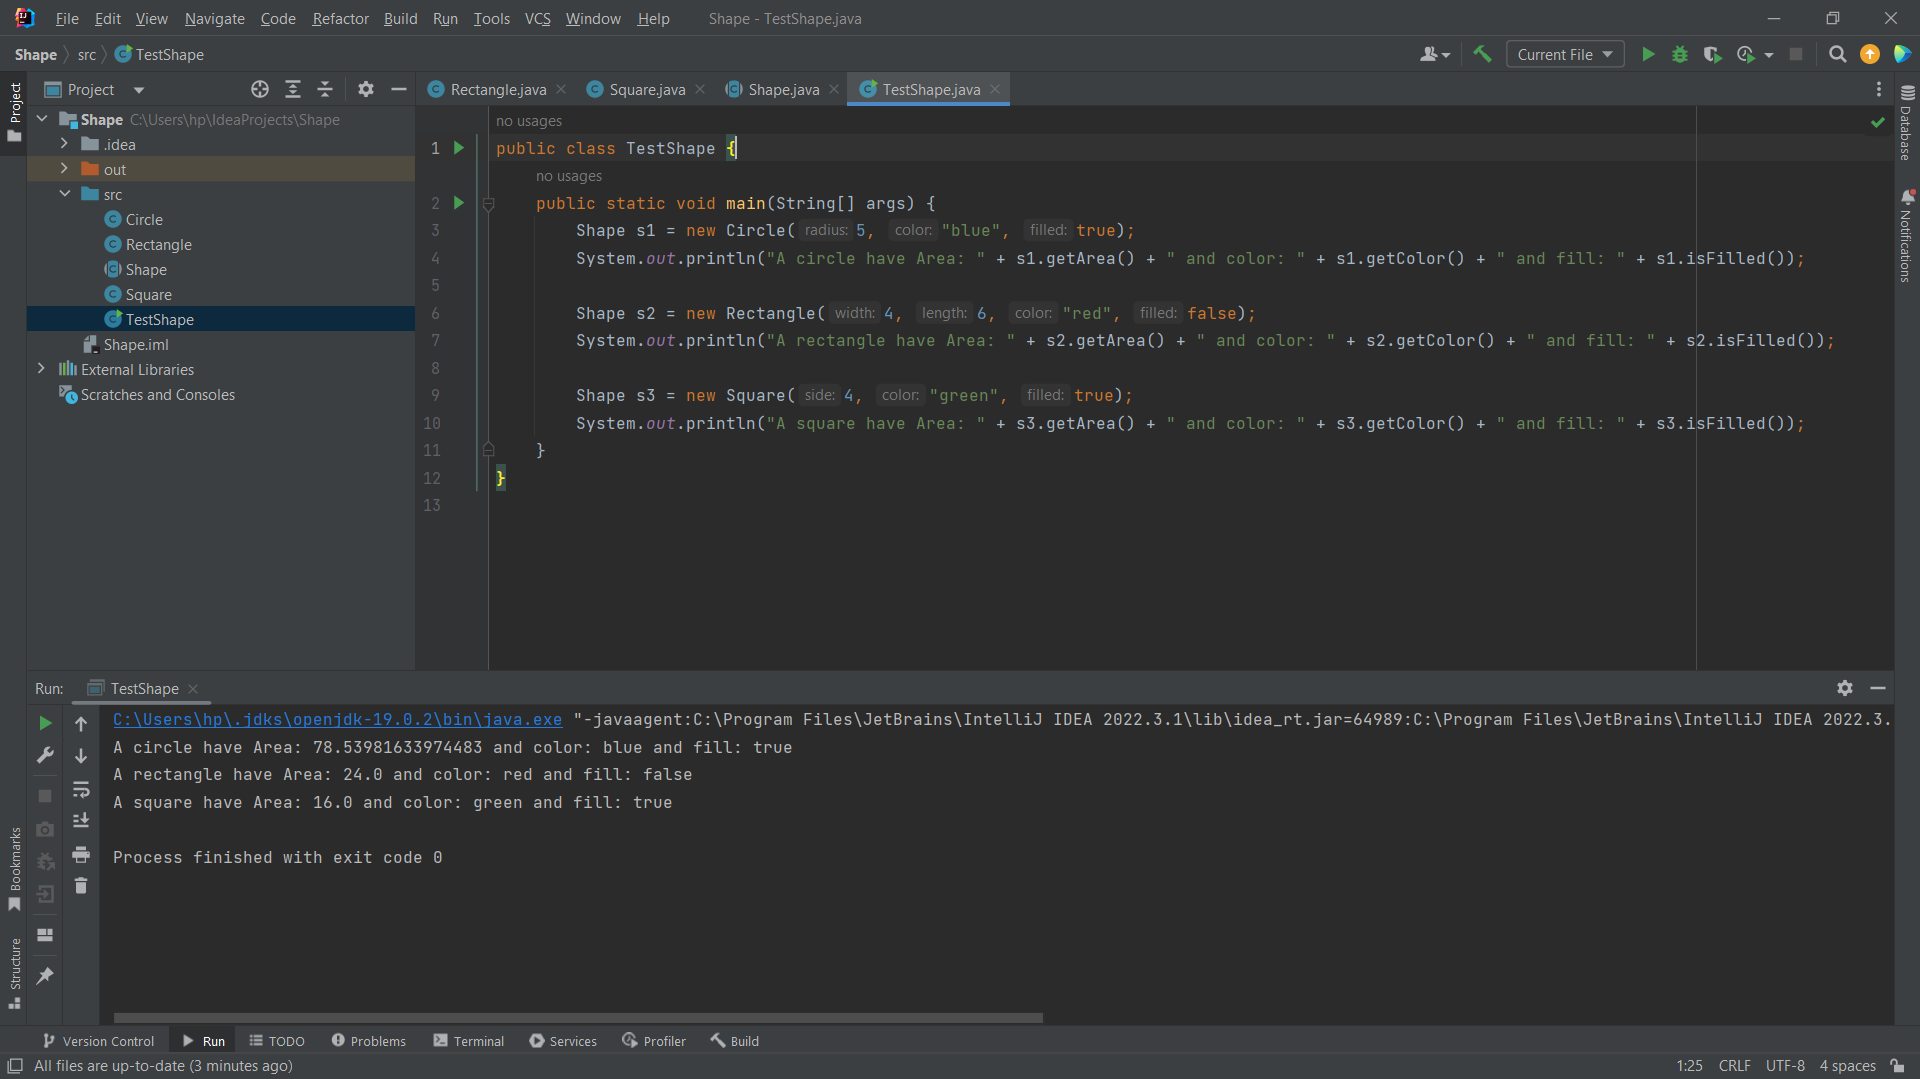 File Edit View Navigate Code Refactor Build Run Tools VCS Window Help Shape - TestShape.java
Shape src TestShape
Current File
Project
Project
Rectangle.java Square.java Shape.java TestShape.java
Shape C:\Users\hp\IdeaProjects\Shape
.idea
out
src
Circle
Rectangle
Shape
Square
TestShape
Shape.iml
External Libraries
Scratches and Consoles
no usages
1 public class TestShape {
no usages
2 public static void main(String[] args) {
3 Shape s1 = new Circle( radius: 5, color: "blue", filled: true);
4 System.out.println("A circle have Area: " + s1.getArea() + " and color: " + s1.getColor() + " and fill: " + s1.isFilled());
5
6 Shape s2 = new Rectangle( width: 4, length: 6, color: "red", filled: false);
7 System.out.println("A rectangle have Area: " + s2.getArea() + " and color: " + s2.getColor() + " and fill: " + s2.isFilled());
8
9 Shape s3 = new Square( side: 4, color: "green", filled: true);
10 System.out.println("A square have Area: " + s3.getArea() + " and color: " + s3.getColor() + " and fill: " + s3.isFilled());
11 }
12 }
13
Database
Notifications
Run: TestShape
C:\Users\hp\.jdks\openjdk-19.0.2\bin\java.exe "-javaagent:C:\Program Files\JetBrains\IntelliJ IDEA 2022.3.1\lib\idea_rt.jar=64989:C:\Program Files\JetBrains\IntelliJ IDEA 2022.3.
A circle have Area: 78.53981633974483 and color: blue and fill: true
A rectangle have Area: 24.0 and color: red and fill: false
A square have Area: 16.0 and color: green and fill: true
Process finished with exit code 0
Bookmarks
Structure
Version Control Run TODO Problems Terminal Services Profiler Build
All files are up-to-date (3 minutes ago) 1:25 CRLF UTF-8 4 spaces